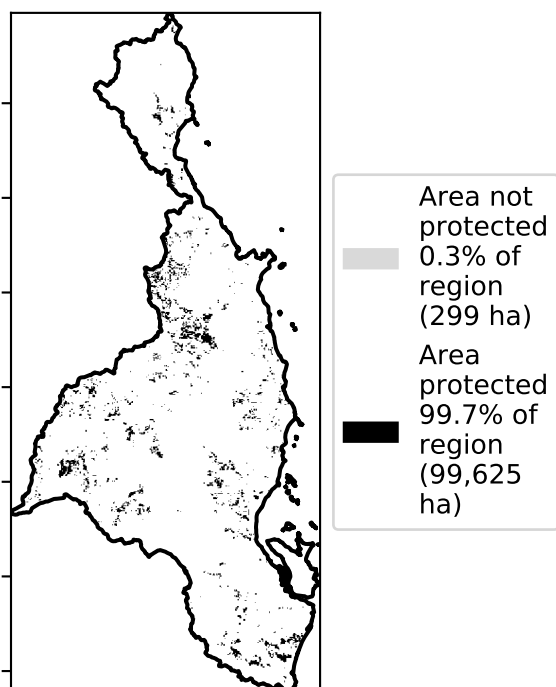 Area not
protected
0.3% of
region
(299 ha)
Area
protected
99.7% of
region
(99,625
ha)